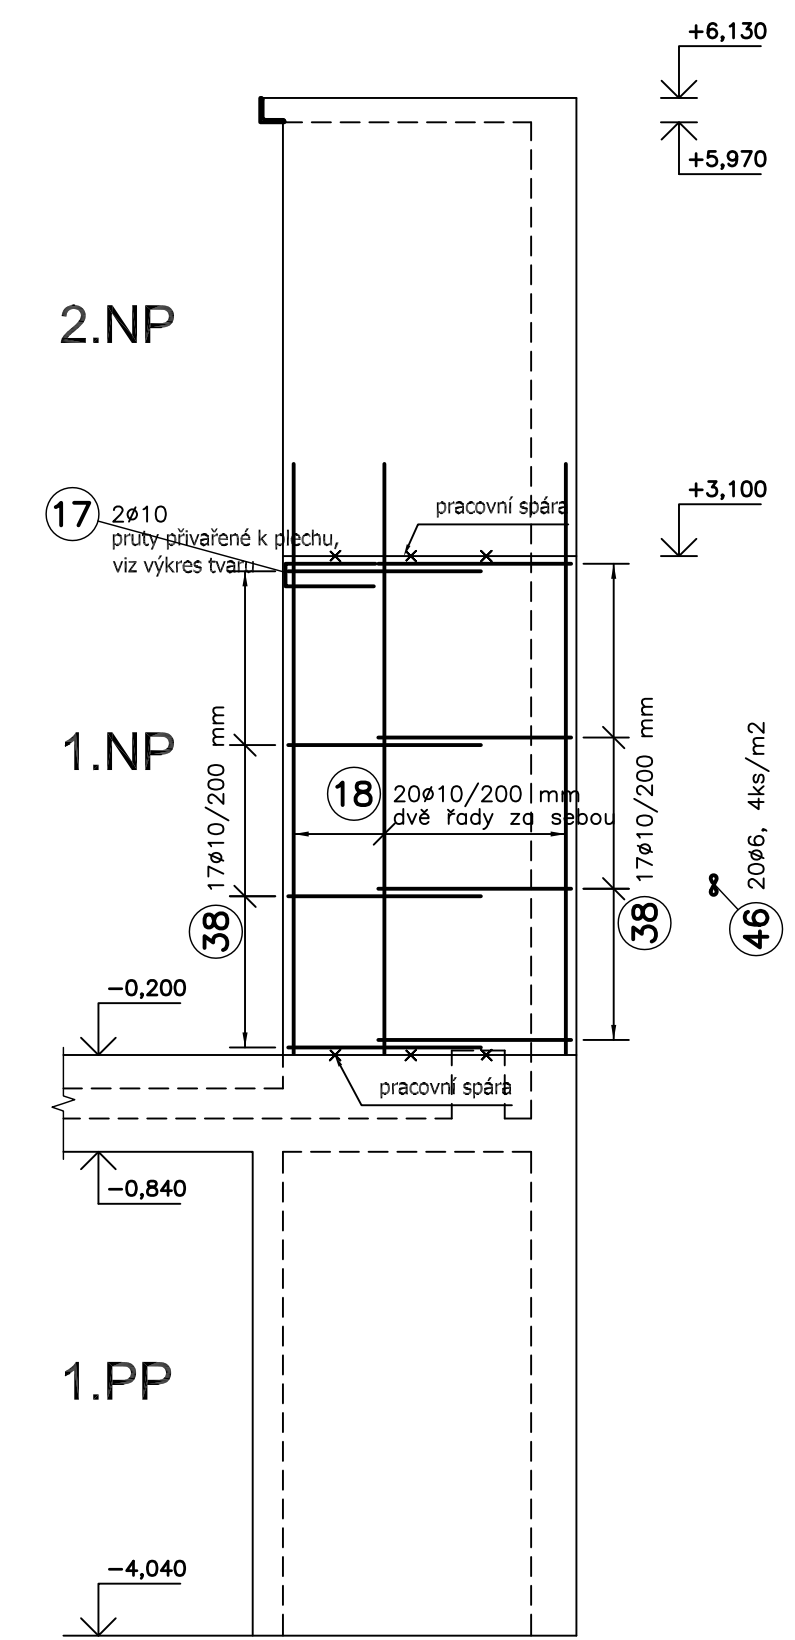 +6,130
+5,970
2.NP
+3,100
17
2ø10
pruty přivařené k plechu,
viz výkres tvaru
pracovní spára
1.NP
17ø10/200 mm
38
18
20ø10/200 mm
dvě řady za sebou
17ø10/200 mm
38
20ø6, 4ks/m2
46
-0,200
pracovní spára
-0,840
1.PP
-4,040